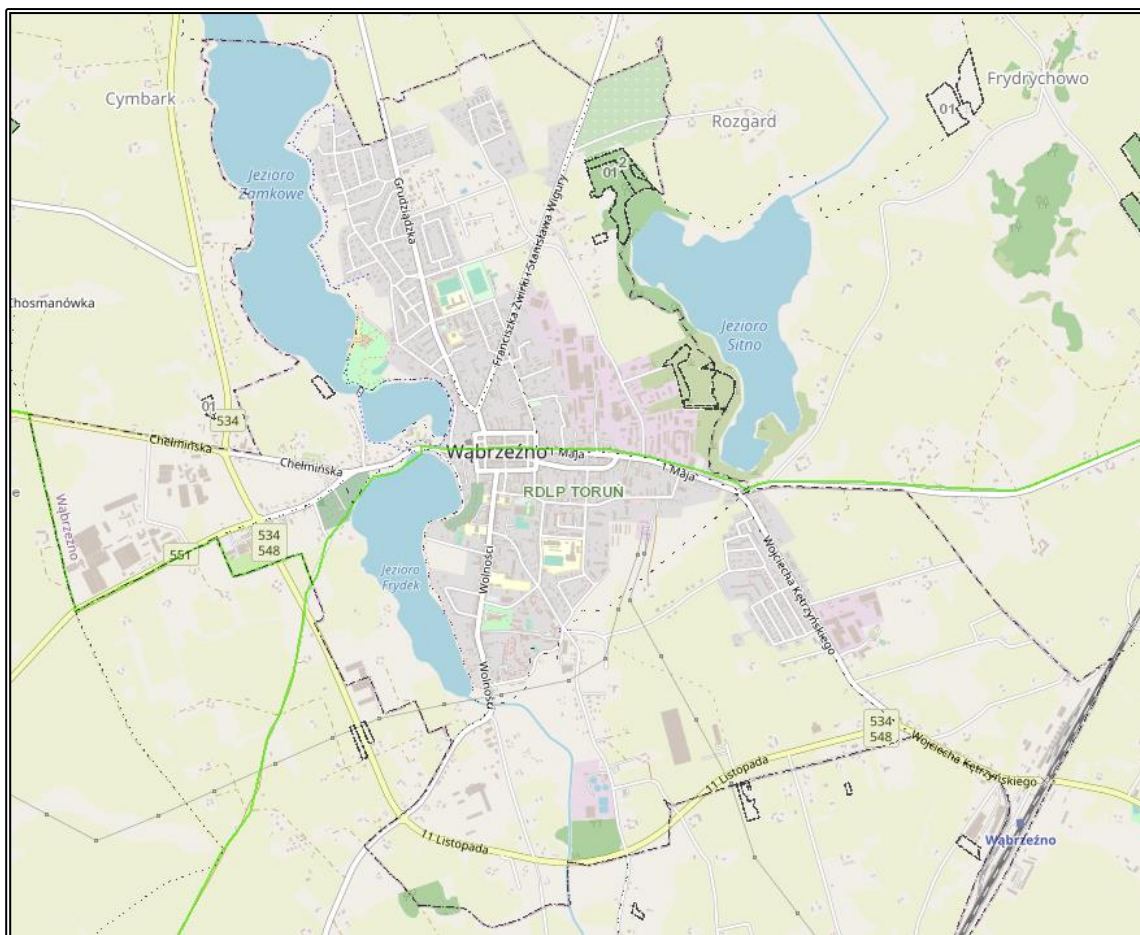 Cymbark
Frydrychowo
01
Rozgard
2
01
Jezioro
Zamkowe
Grudziądzka
Franciszka Żwirki i Stanisława Wigury
Chosmanówka
Jezioro
Sitno
01
534
Chełmińska
Chełmińska
Wąbrzeźno
1 Maja
1 Maja
RDLP TORUŃ
e
Wąbrzeźno
551
534
548
Jezioro
Frydek
Wolności
Wojciecha Kętrzyńskiego
Wolności
534
548
Wojciecha Kętrzyńskiego
11 Listopada
11 Listopada
Wąbrzeźno